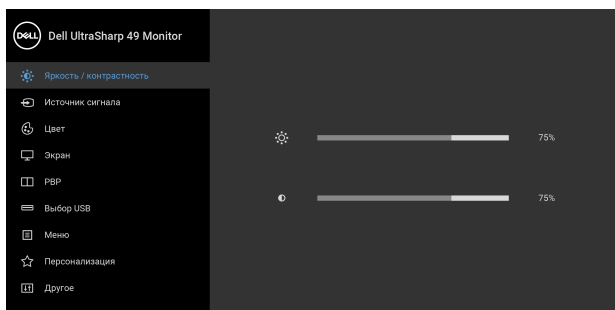 DELL
Dell UltraSharp 49 Monitor
Яркость / контрастность
Источник сигнала
Цвет
75%
Экран
PBP
75%
Выбор USB
Меню
Персонализация
Другое